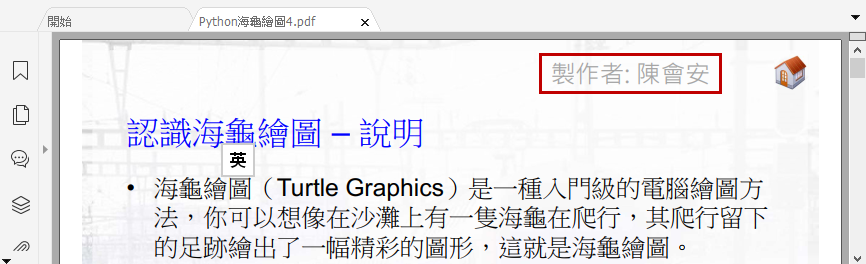 開始
Python海龜繪圖4.pdf
製作者: 陳會安
認識海龜繪圖 – 說明
英
• 海龜繪圖（Turtle Graphics）是一種入門級的電腦繪圖方
法，你可以想像在沙灘上有一隻海龜在爬行，其爬行留下
的足跡繪出了一幅精彩的圖形，這就是海龜繪圖。